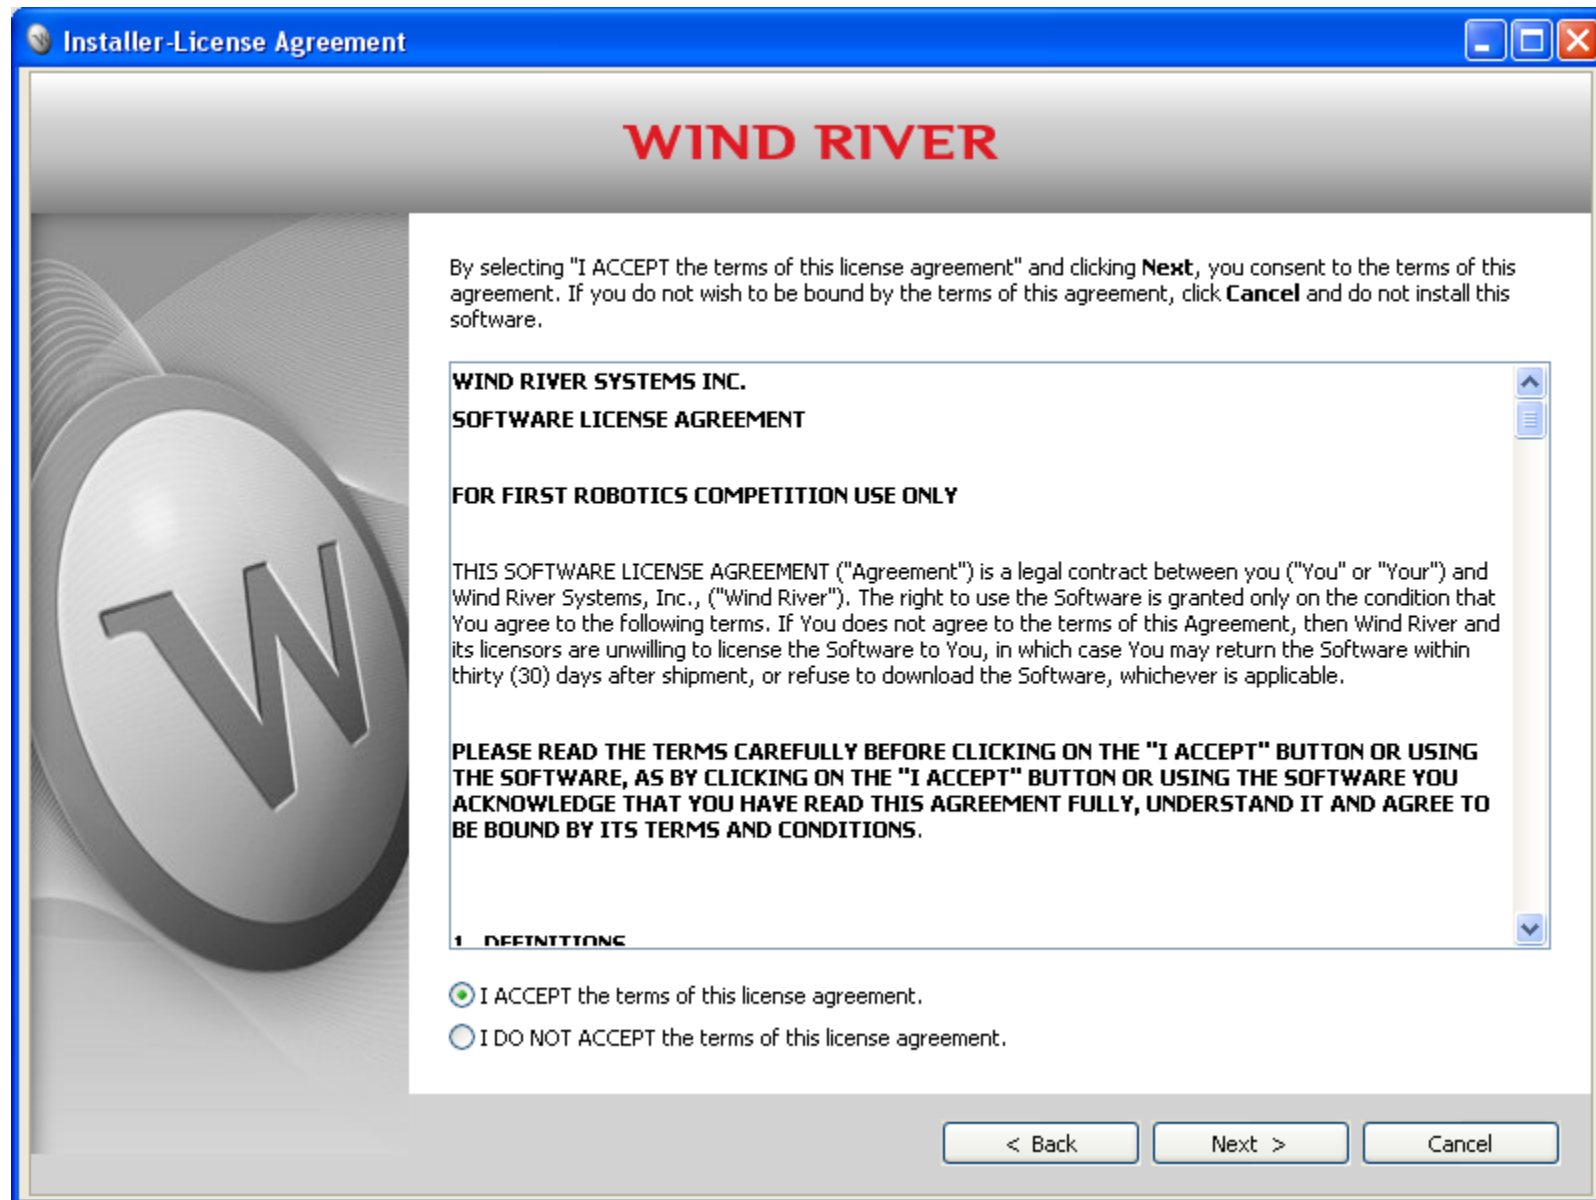 Installer-License Agreement
WIND RIVER
By selecting "I ACCEPT the terms of this license agreement" and clicking Next, you consent to the terms of this
agreement. If you do not wish to be bound by the terms of this agreement, click Cancel and do not install this
software.
WIND RIVER SYSTEMS INC.
SOFTWARE LICENSE AGREEMENT
FOR FIRST ROBOTICS COMPETITION USE ONLY
THIS SOFTWARE LICENSE AGREEMENT ("Agreement") is a legal contract between you ("You" or "Your") and
Wind River Systems, Inc., ("Wind River"). The right to use the Software is granted only on the condition that
You agree to the following terms. If You does not agree to the terms of this Agreement, then Wind River and
its licensors are unwilling to license the Software to You, in which case You may return the Software within
thirty (30) days after shipment, or refuse to download the Software, whichever is applicable.
PLEASE READ THE TERMS CAREFULLY BEFORE CLICKING ON THE "I ACCEPT" BUTTON OR USING
THE SOFTWARE, AS BY CLICKING ON THE "I ACCEPT" BUTTON OR USING THE SOFTWARE YOU
ACKNOWLEDGE THAT YOU HAVE READ THIS AGREEMENT FULLY, UNDERSTAND IT AND AGREE TO
BE BOUND BY ITS TERMS AND CONDITIONS.
1. DEFINITIONS
W
I ACCEPT the terms of this license agreement.
I DO NOT ACCEPT the terms of this license agreement.
< Back
Next >
Cancel